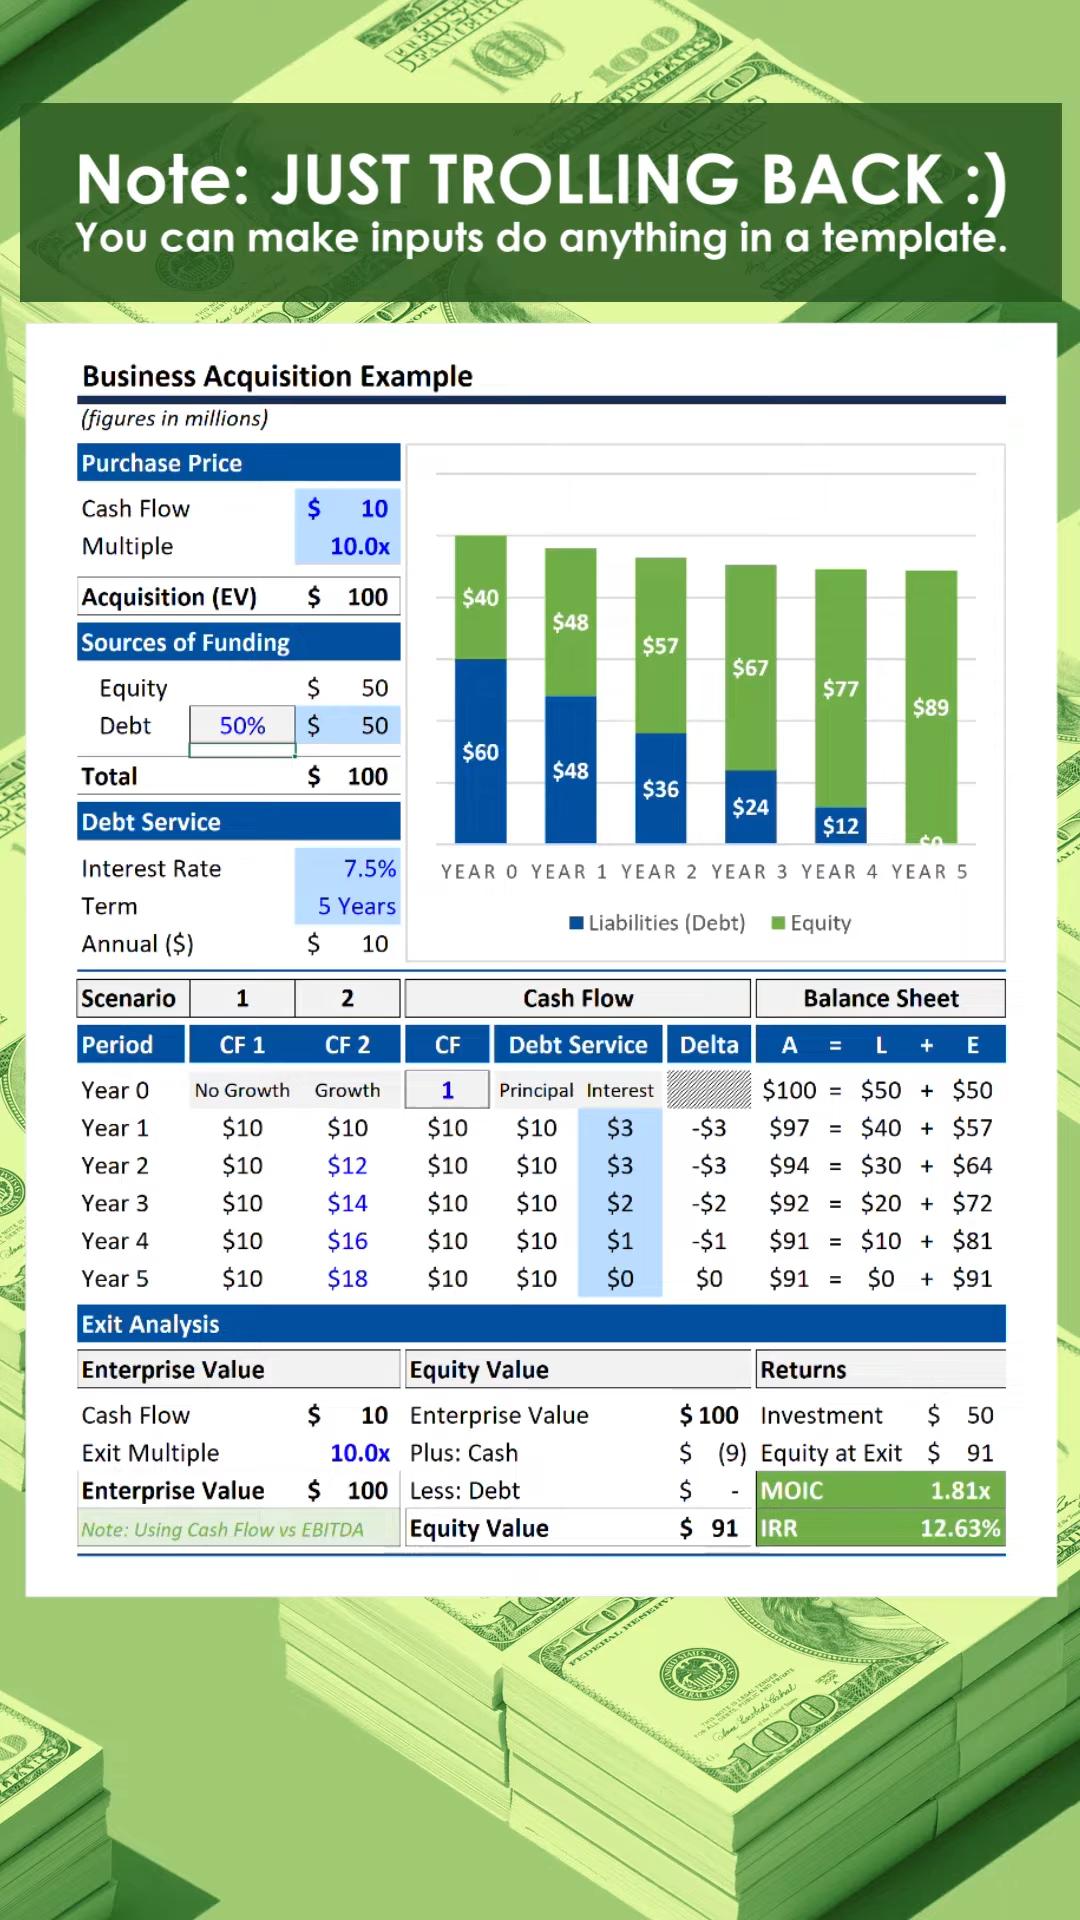 Note: JUST TROLLING BACK :)
You can make inputs do anything in a template.
Business Acquisition Example
(figures in millions)
Purchase Price
Cash Flow $ 10
Multiple 10.0x
Acquisition (EV) $ 100
Sources of Funding
Equity $ 50
Debt 50% $ 50
Total $ 100
Debt Service
Interest Rate 7.5%
Term 5 Years
Annual ($) $ 10
$40 $48 $57 $67 $77 $89
$60 $48 $36 $24 $12 $0
YEAR 0 YEAR 1 YEAR 2 YEAR 3 YEAR 4 YEAR 5
Liabilities (Debt) Equity
Scenario 1 2 Cash Flow Balance Sheet
Period CF 1 CF 2 CF Debt Service Delta A = L + E
Year 0 No Growth Growth 1 Principal Interest $100 = $50 + $50
Year 1 $10 $10 $10 $10 $3 -$3 $97 = $40 + $57
Year 2 $10 $12 $10 $10 $3 -$3 $94 = $30 + $64
Year 3 $10 $14 $10 $10 $2 -$2 $92 = $20 + $72
Year 4 $10 $16 $10 $10 $1 -$1 $91 = $10 + $81
Year 5 $10 $18 $10 $10 $0 $0 $91 = $0 + $91
Exit Analysis
Enterprise Value Equity Value Returns
Cash Flow $ 10 Enterprise Value $ 100 Investment $ 50
Exit Multiple 10.0x Plus: Cash $ (9) Equity at Exit $ 91
Enterprise Value $ 100 Less: Debt $ - MOIC 1.81x
Note: Using Cash Flow vs EBITDA Equity Value $ 91 IRR 12.63%
FEDERAL RESERVE
100